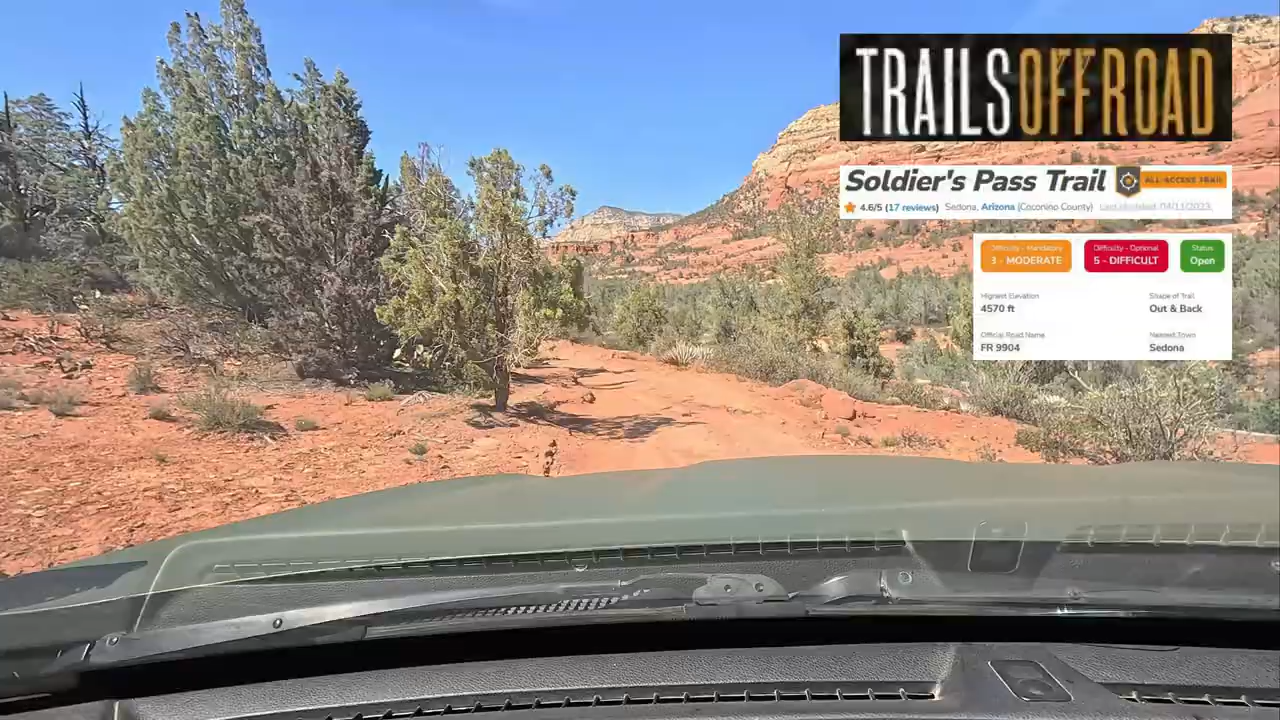 TRAILSOFFROAD
Soldier's Pass Trail ALL-ACCESS TRAIL
4.6/5 (17 reviews) Sedona, Arizona (Coconino County) Last Updated: 04/11/2023
Difficulty - Mandatory Difficulty - Optional Status
3 - MODERATE 5 - DIFFICULT Open
Highest Elevation Shape of Trail
4570 ft Out & Back
Official Road Name Nearest Town
FR 9904 Sedona